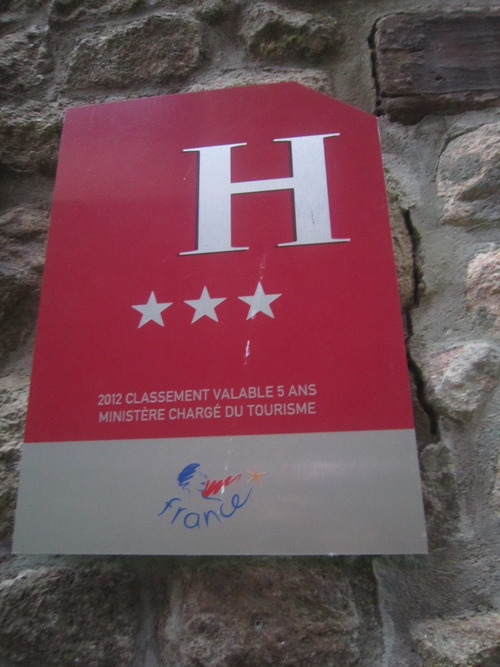 H
2012 CLASSEMENT VALABLE 5 ANS
MINISTÈRE CHARGÉ DU TOURISME
france